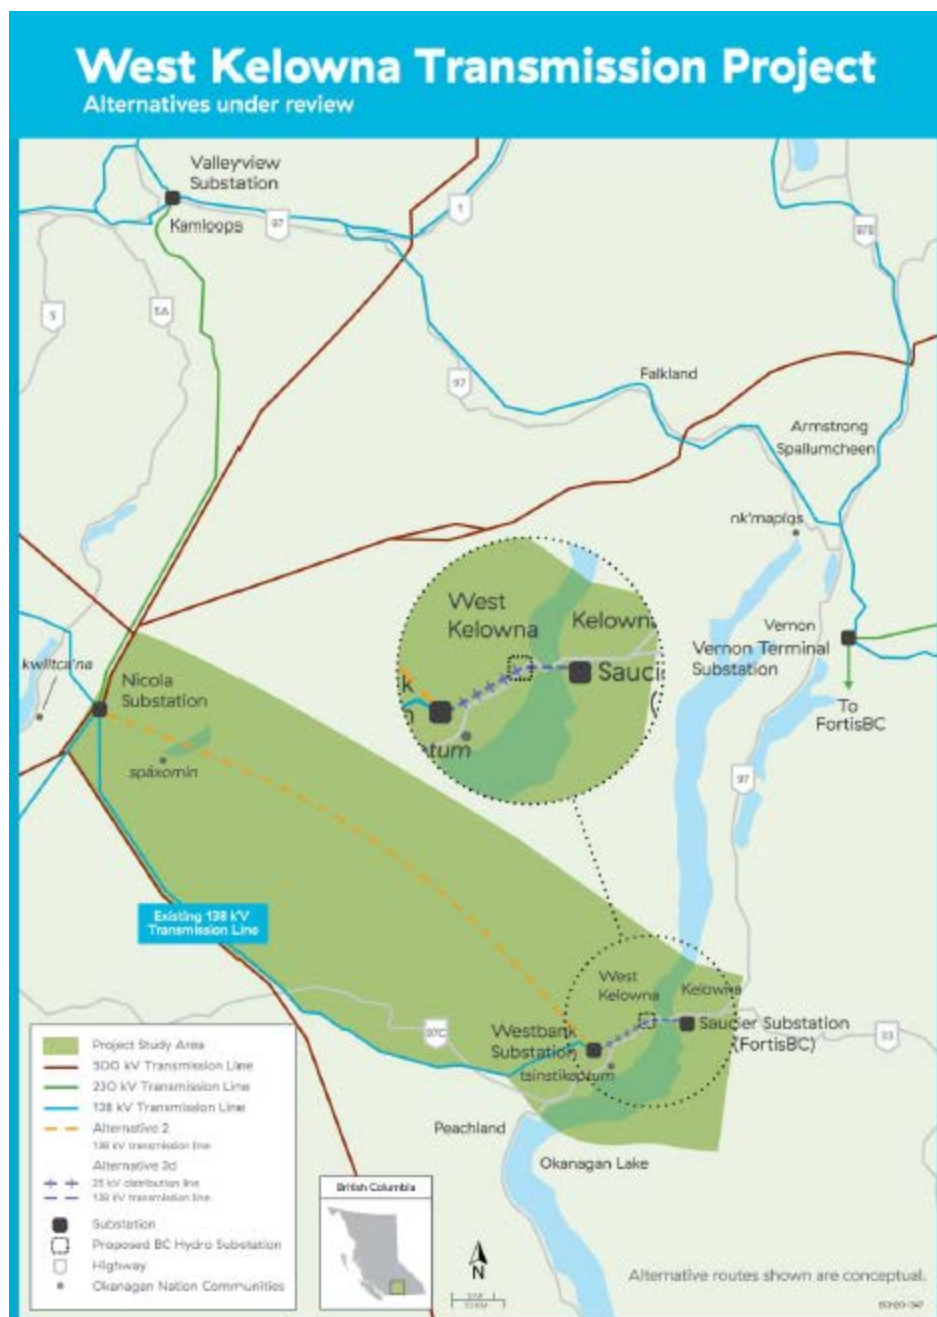 West Kelowna Transmission Project
Alternatives under review
Valleyview
Substation
Kamloops
97
1
97B
5
5A
97
Falkland
Armstrong
Spallumcheen
nk'maplqs
West
Kelowna
Kelown
Vernon
Vernon Terminal
Substation
kwiltca'na
Nicola
Substation
k
Sauci
(
To
FortisBC
tum
spáxomin
97
Existing 138 kV
Transmission Line
West
Kelowna
Kelowna
97C
Westbank
Substation
Saucier Substation
(FortisBC)
33
tsinstikeptum
Peachland
Okanagan Lake
Project Study Area
500 kV Transmission Line
230 kV Transmission Line
138 kV Transmission Line
Alternative 2
138 kV transmission line
Alternative 3d
25 kV distribution line
138 kV transmission line
Substation
Proposed BC Hydro Substation
Highway
Okanagan Nation Communities
British Columbia
N
10 KM
Alternative routes shown are conceptual.